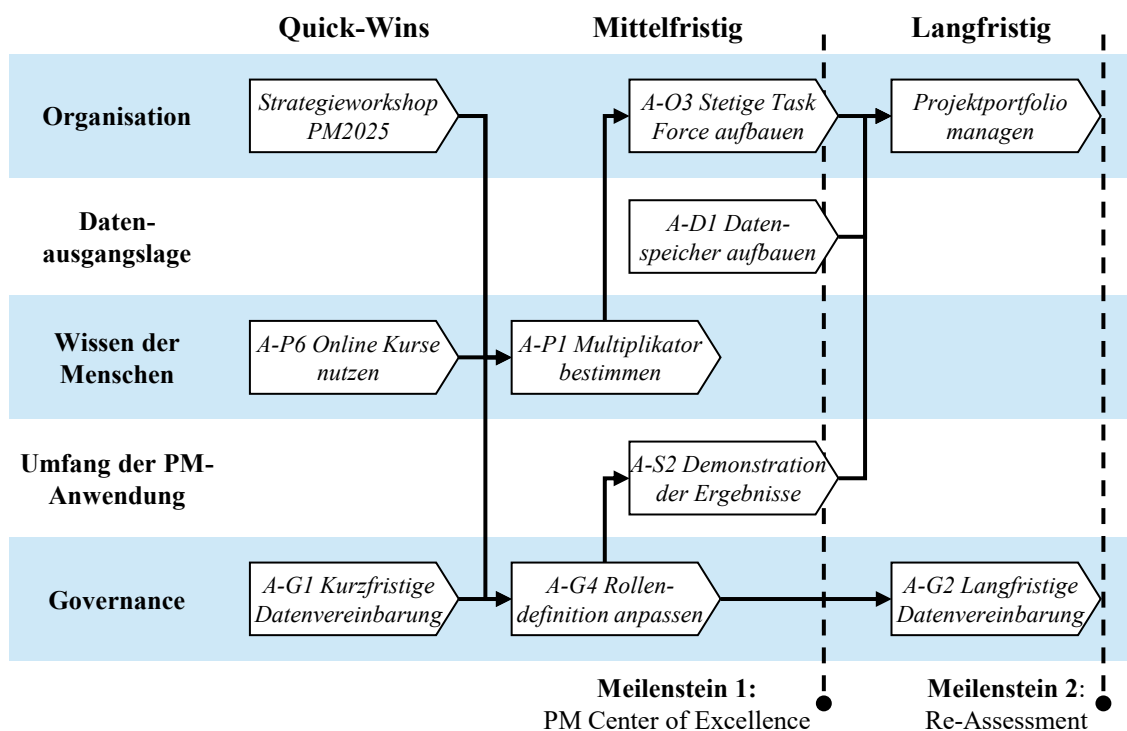 Quick-Wins
Mittelfristig
Langfristig
Organisation
Strategieworkshop
PM2025
A-O3 Stetige Task
Force aufbauen
Projektportfolio
managen
Daten-
ausgangslage
A-D1 Daten-
speicher aufbauen
Wissen der
Menschen
A-P6 Online Kurse
nutzen
A-P1 Multiplikator
bestimmen
Umfang der PM-
Anwendung
A-S2 Demonstration
der Ergebnisse
Governance
A-G1 Kurzfristige
Datenvereinbarung
A-G4 Rollen-
definition anpassen
A-G2 Langfristige
Datenvereinbarung
Meilenstein 1:
PM Center of Excellence
Meilenstein 2:
Re-Assessment